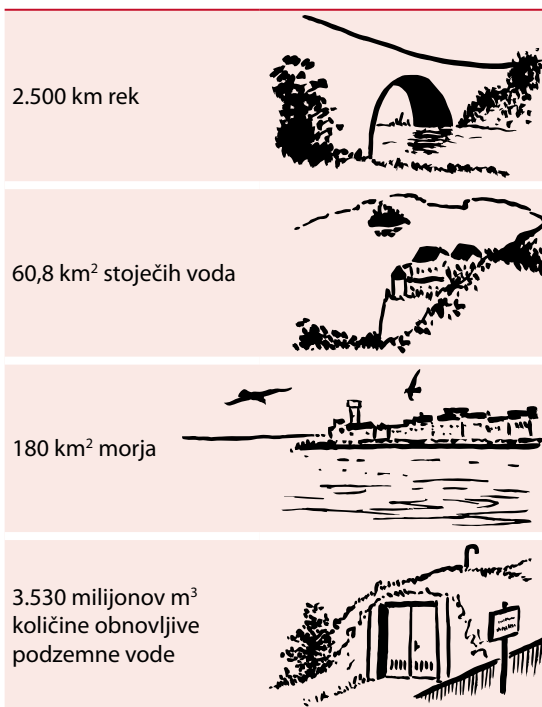 2.500 km rek
60,8 km² stoječih voda
180 km² morja
3.530 milijonov m³
količine obnovljive
podzemne vode